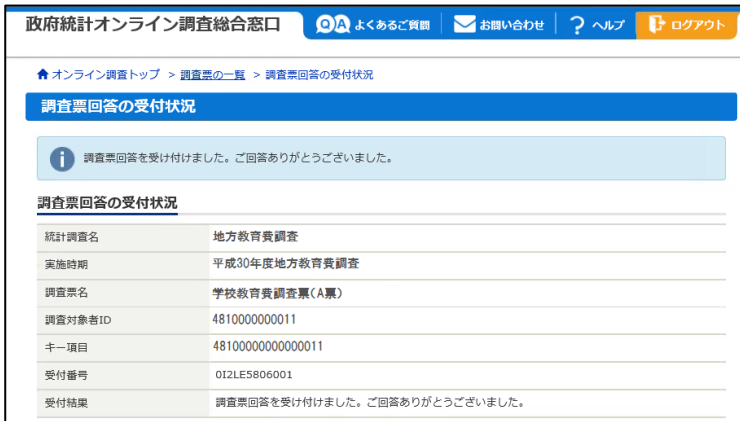 政府統計オンライン調査総合窓口
QA よくあるご質問
お問い合わせ
? ヘルプ
ログアウト
オンライン調査トップ > 調査票の一覧 > 調査票回答の受付状況
調査票回答の受付状況
調査票回答を受け付けました。ご回答ありがとうございました。
調査票回答の受付状況
統計調査名 地方教育費調査
実施時期 平成30年度地方教育費調査
調査票名 学校教育費調査票(A票)
調査対象者ID 4810000000011
キー項目 48100000000000011
受付番号 0I2LE5806001
受付結果 調査票回答を受け付けました。ご回答ありがとうございました。